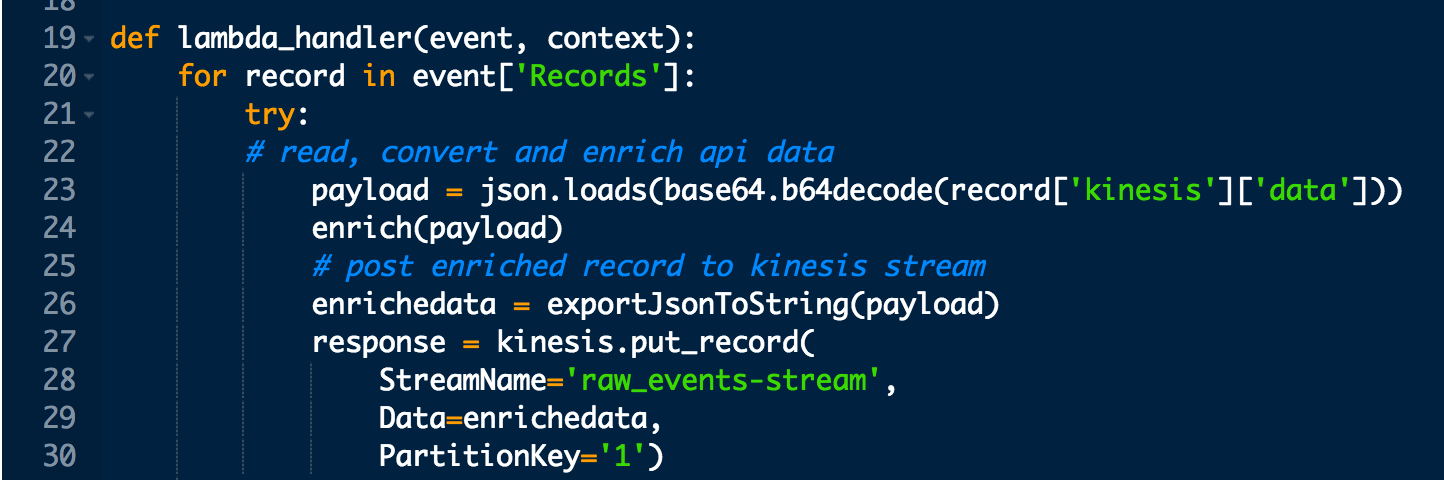 18
19 def lambda_handler(event, context):
20     for record in event['Records']:
21         try:
22         # read, convert and enrich api data
23             payload = json.loads(base64.b64decode(record['kinesis']['data']))
24             enrich(payload)
25             # post enriched record to kinesis stream
26             enrichedata = exportJsonToString(payload)
27             response = kinesis.put_record(
28                 StreamName='raw_events-stream',
29                 Data=enrichedata,
30                 PartitionKey='1')